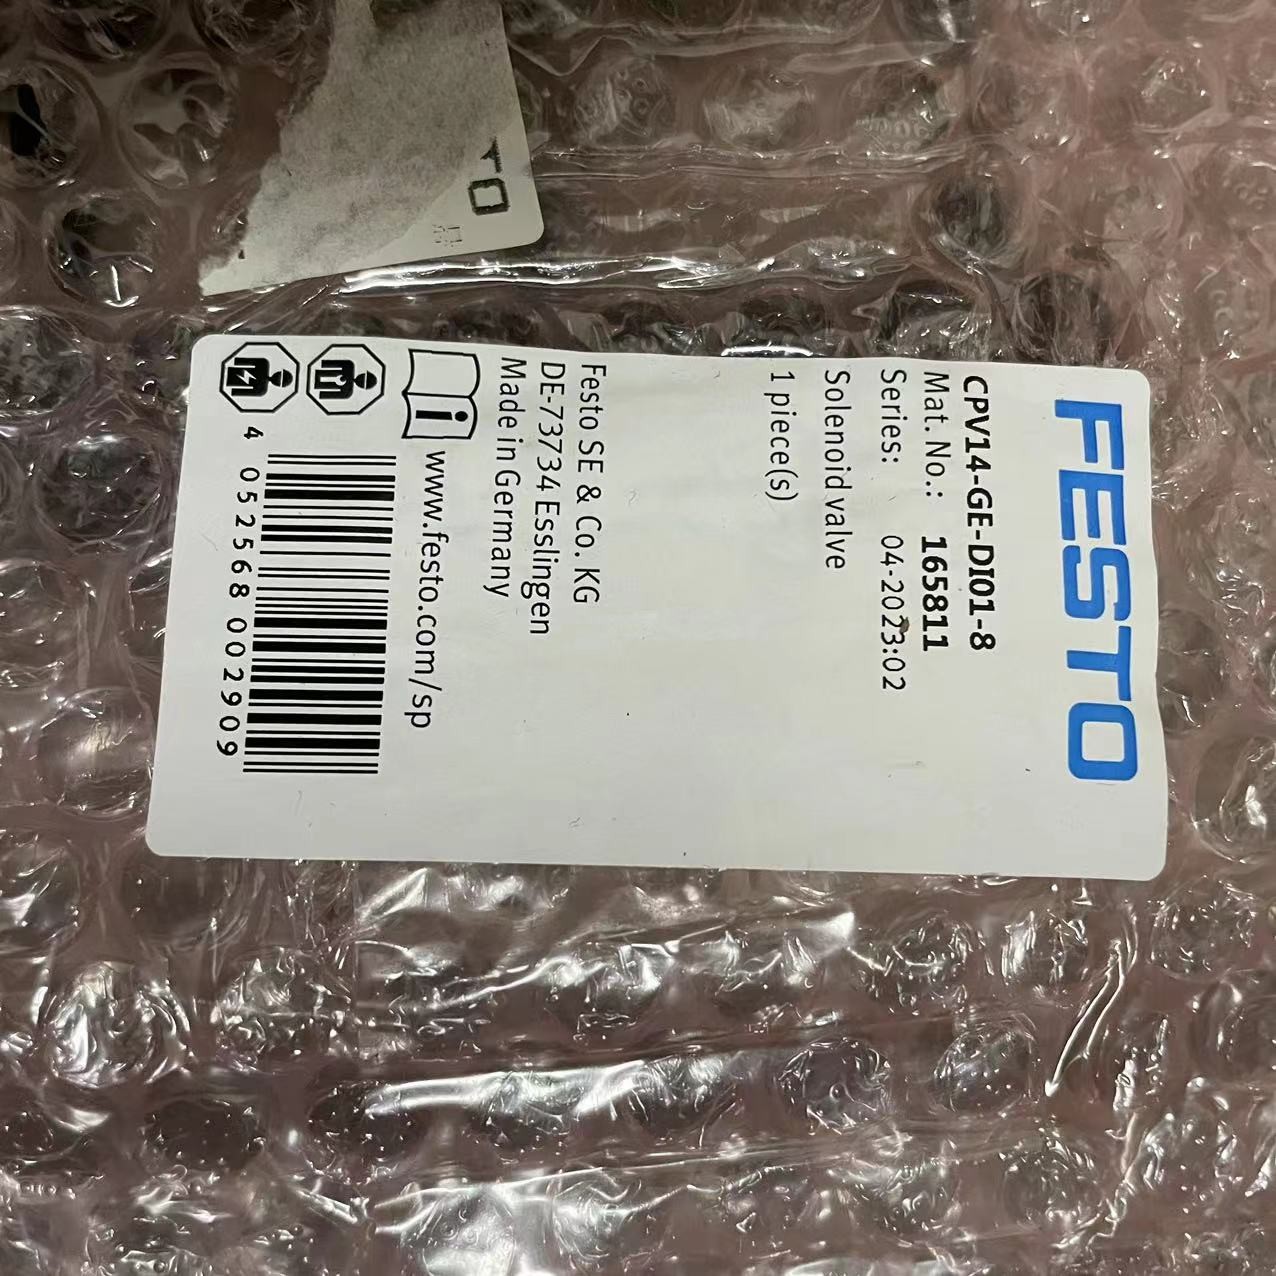 TO
FESTO
CPV14-GE-DI01-8
Mat. No.: 165811
Series: 04-2023:02
Solenoid valve
1 piece(s)
Festo SE & Co. KG
DE-73734 Esslingen
Made in Germany
www.festo.com/sp
4 052568 002909